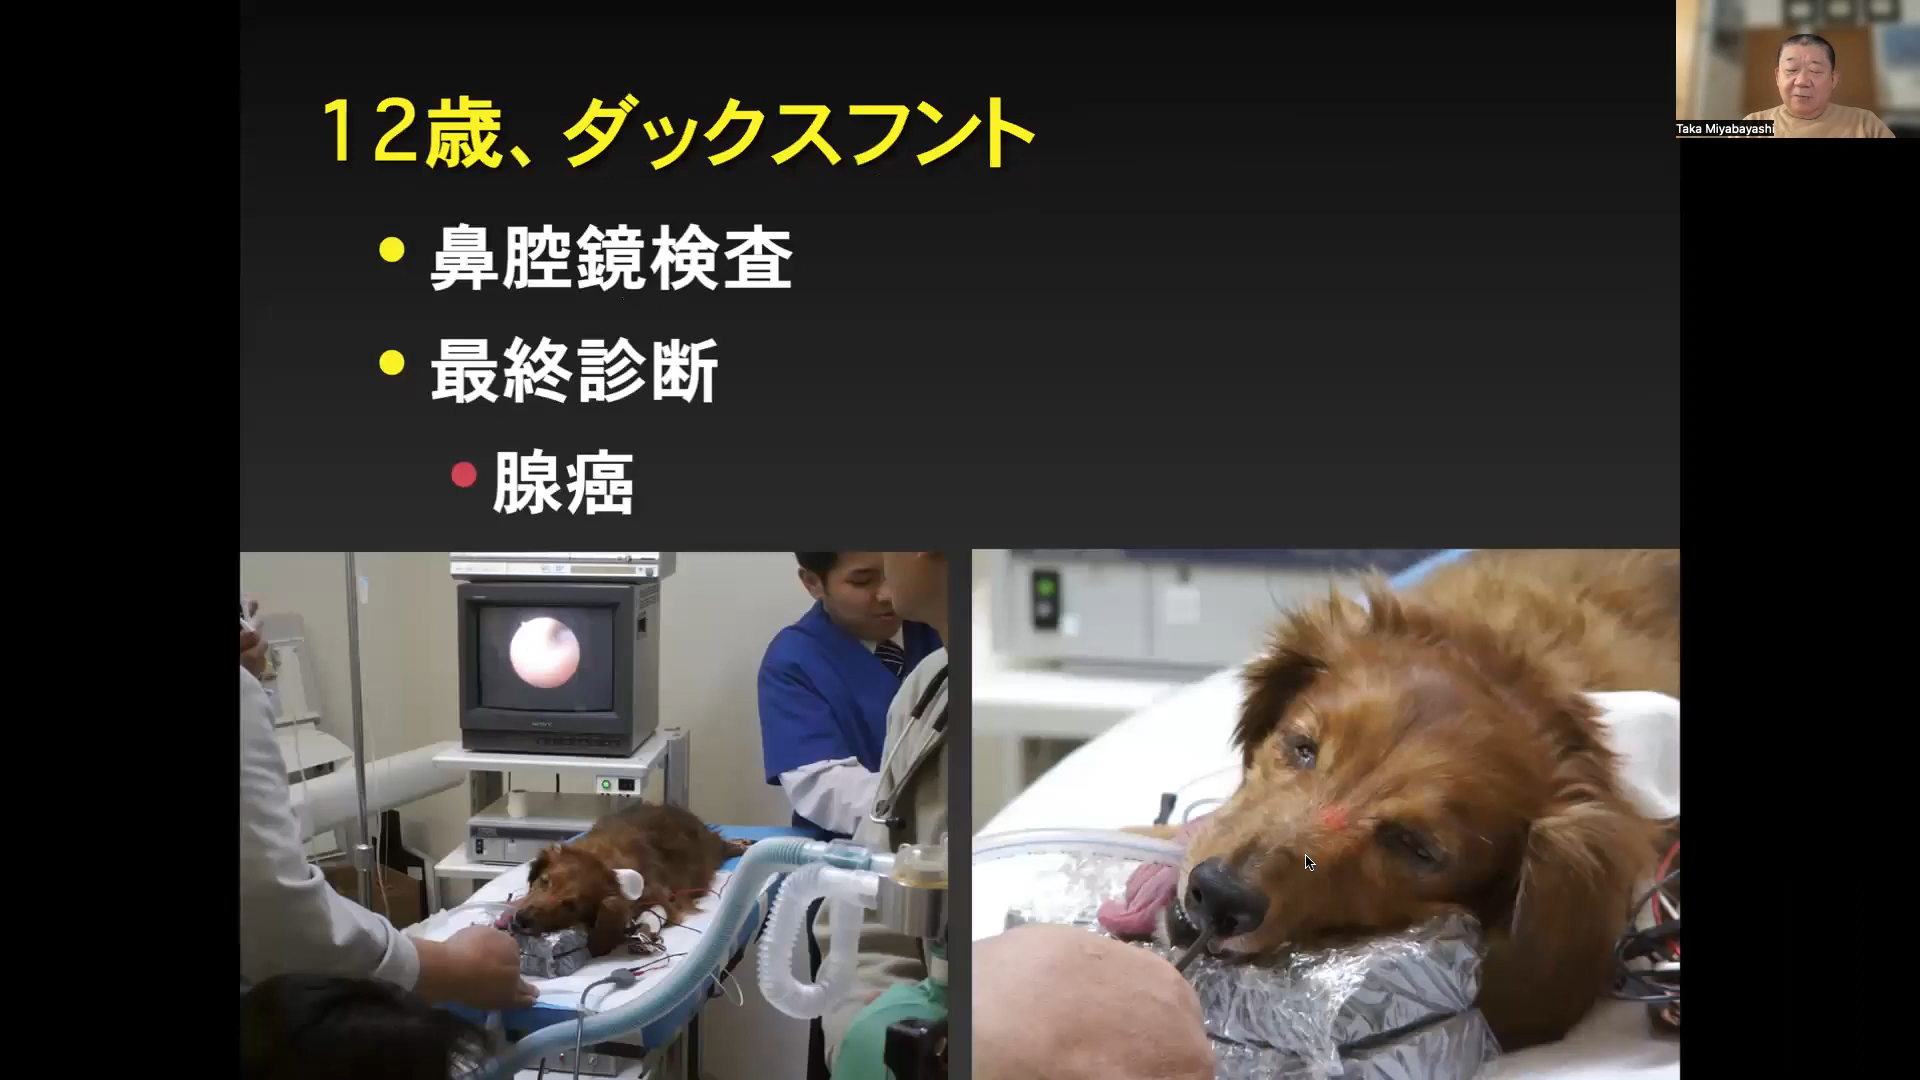 12歳、ダックスフント
Taka Miyabayashi
• 鼻腔鏡検査
• 最終診断
• 腺癌
SONY